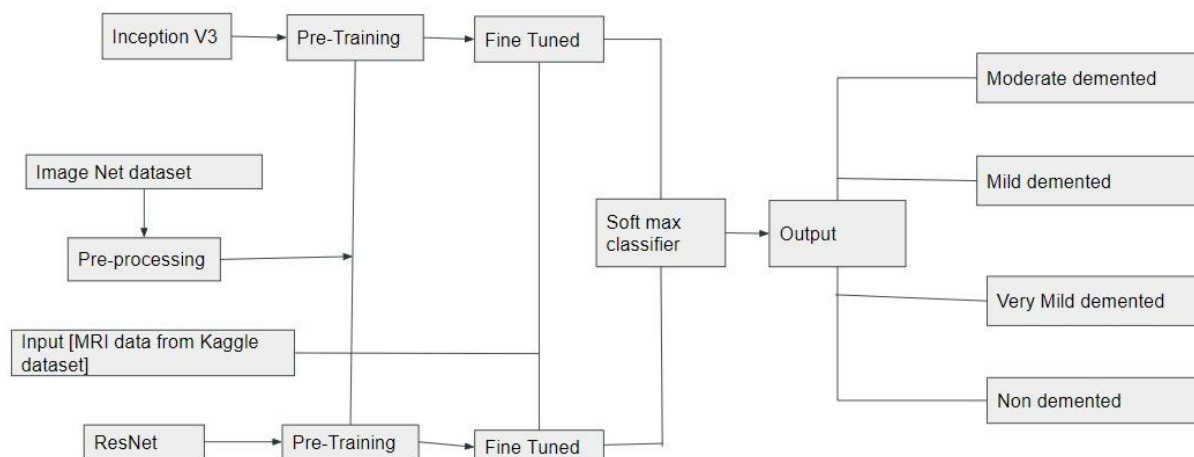 Inception V3
Pre-Training
Fine Tuned
Moderate demented
Image Net dataset
Mild demented
Soft max
classifier
Output
Pre-processing
Very Mild demented
Input [MRI data from Kaggle
dataset]
Non demented
ResNet
Pre-Training
Fine Tuned